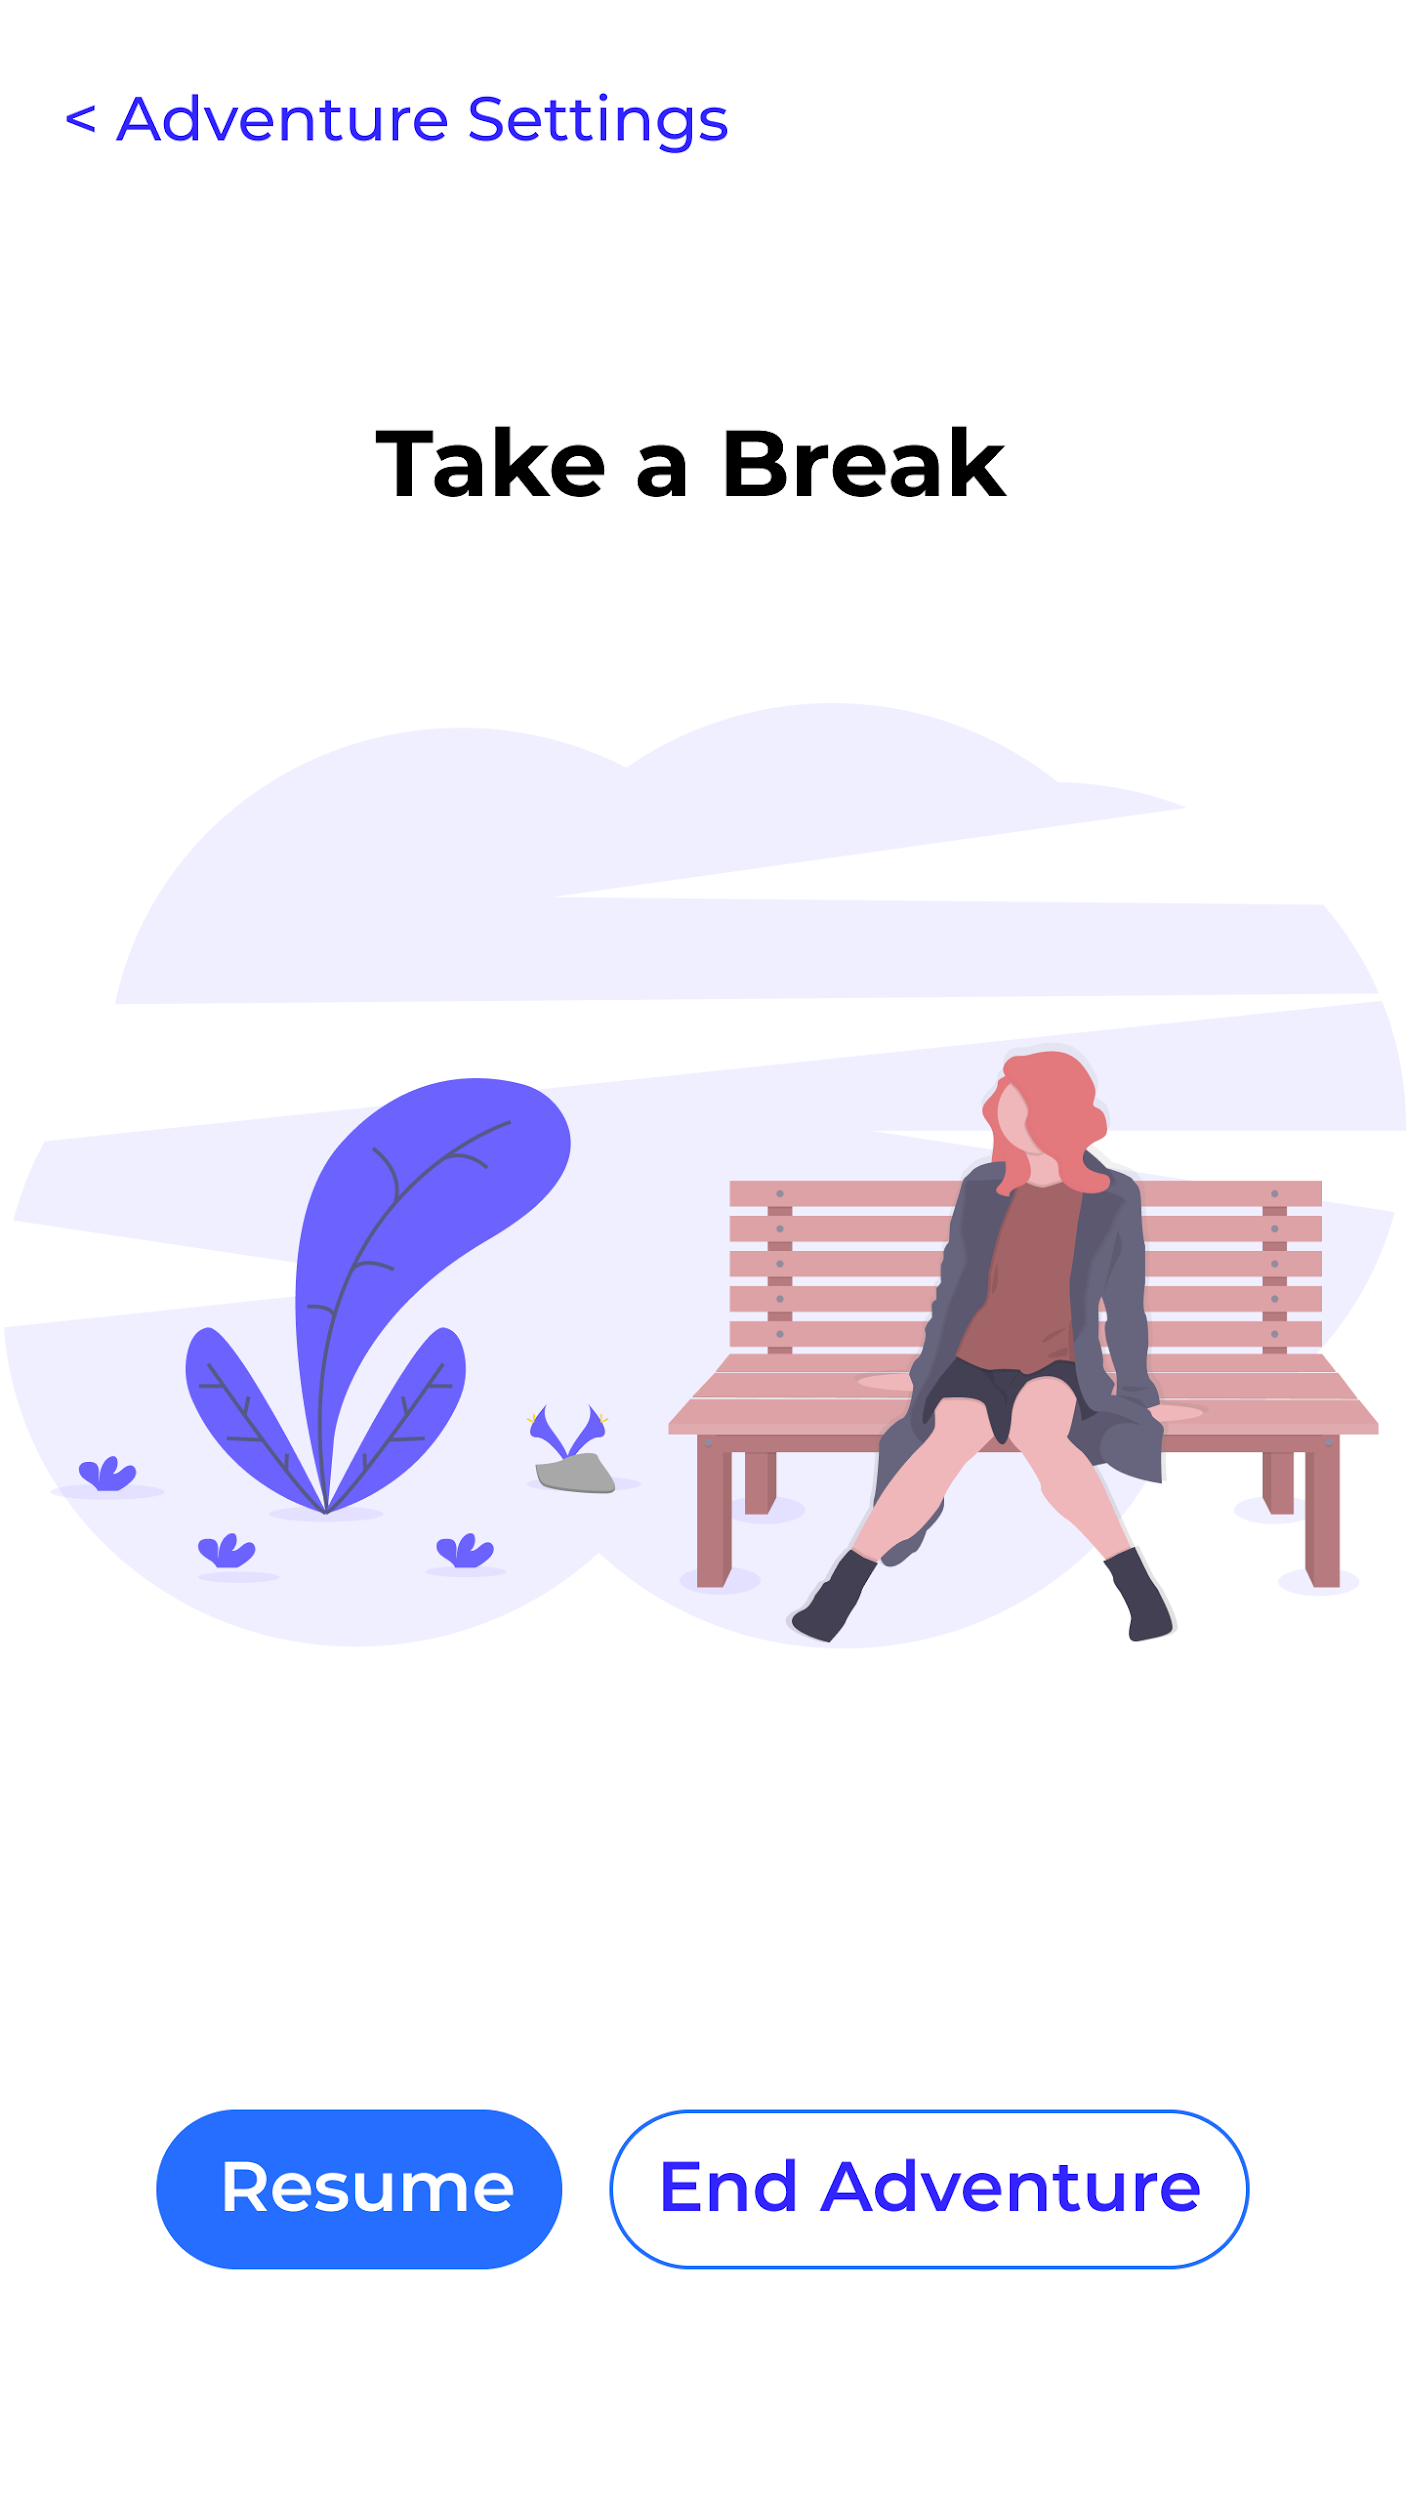 < Adventure Settings
Take a Break
Resume
End Adventure